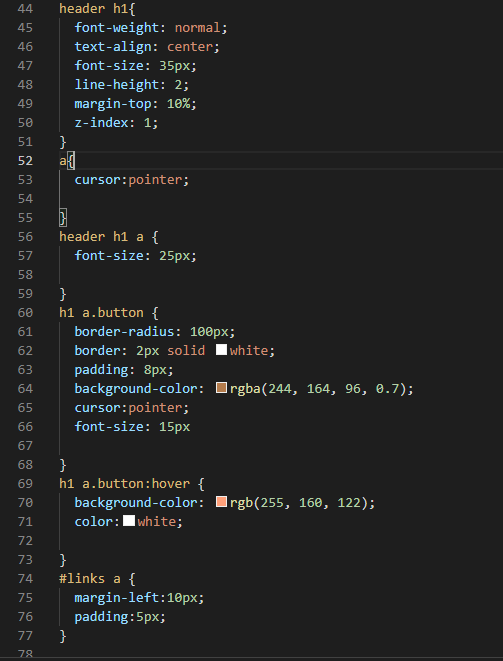 44 header h1{
45 font-weight: normal;
46 text-align: center;
47 font-size: 35px;
48 line-height: 2;
49 margin-top: 10%;
50 z-index: 1;
51 }
52 a{
53 cursor:pointer;
54
55 }
56 header h1 a {
57 font-size: 25px;
58
59 }
60 h1 a.button {
61 border-radius: 100px;
62 border: 2px solid white;
63 padding: 8px;
64 background-color: rgba(244, 164, 96, 0.7);
65 cursor:pointer;
66 font-size: 15px
67
68 }
69 h1 a.button:hover {
70 background-color: rgb(255, 160, 122);
71 color:white;
72
73 }
74 #links a {
75 margin-left:10px;
76 padding:5px;
77 }
78